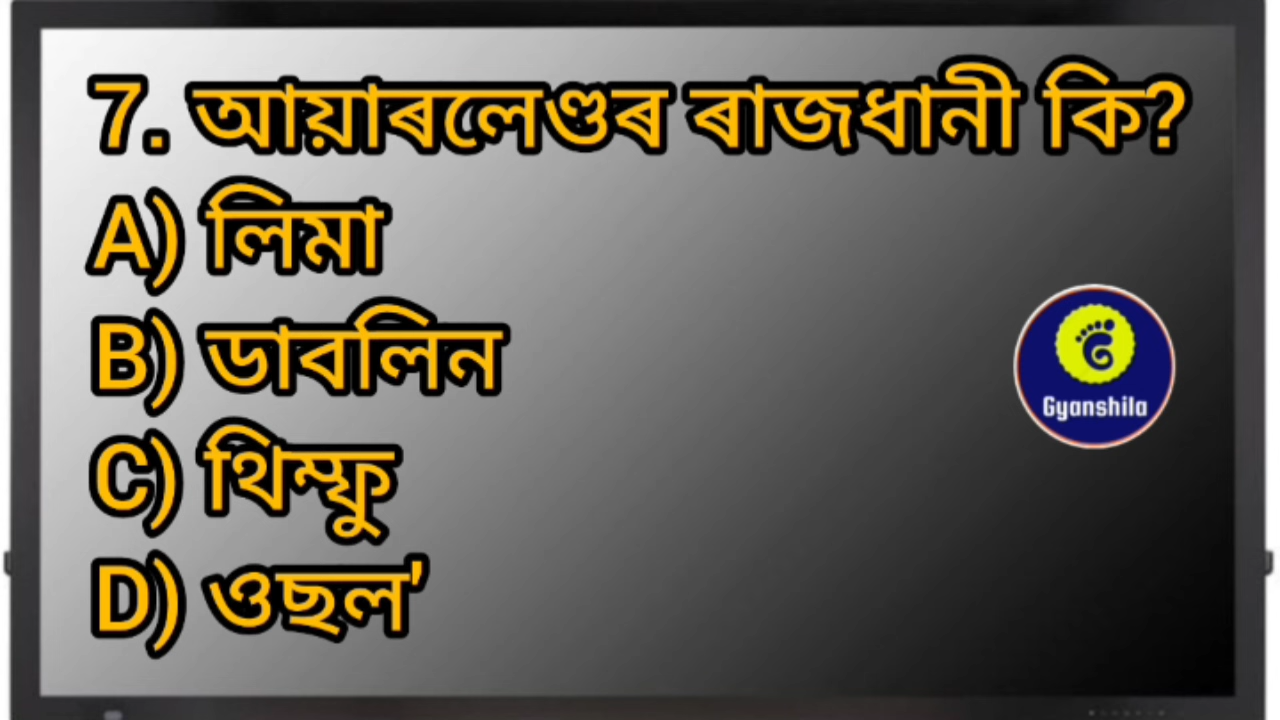 7. আয়াৰলেণ্ডৰ ৰাজধানী কি?
A) লিমা
B) ডাবলিন
C) থিম্ফু
D) ওছল'
Gyanshila